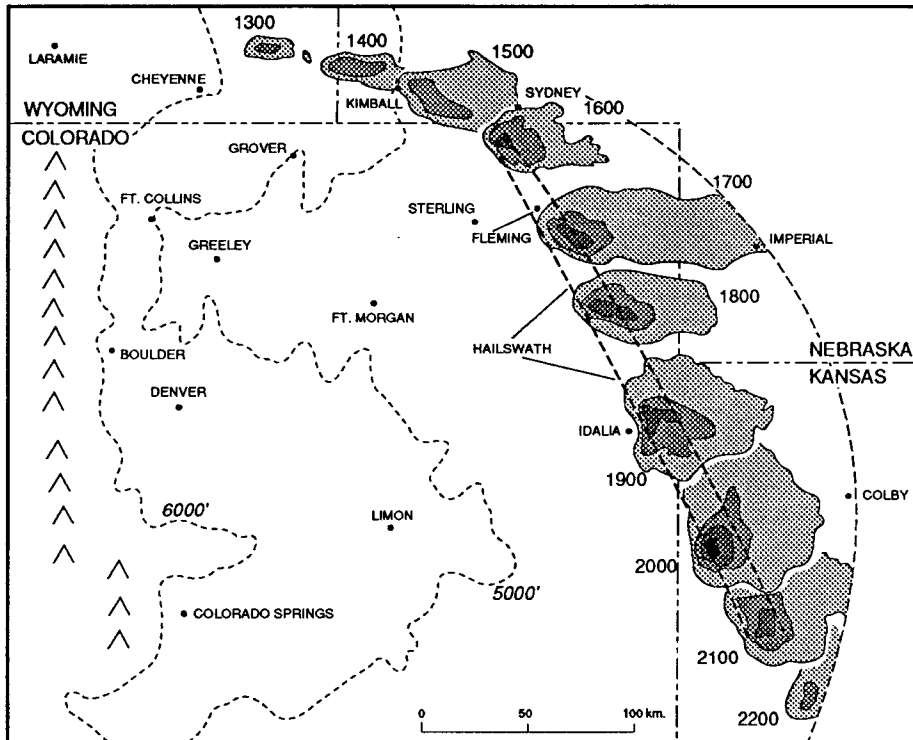 1300
1400
1500
LARAMIE
CHEYENNE
KIMBALL
SYDNEY
1600
WYOMING
COLORADO
GROVER
1700
FT. COLLINS
STERLING
FLEMING
IMPERIAL
GREELEY
1800
FT. MORGAN
HAILSWATH
BOULDER
NEBRASKA
KANSAS
DENVER
IDALIA
1900
COLBY
6000'
LIMON
2000
5000'
COLORADO SPRINGS
2100
2200
0 50 100 km.